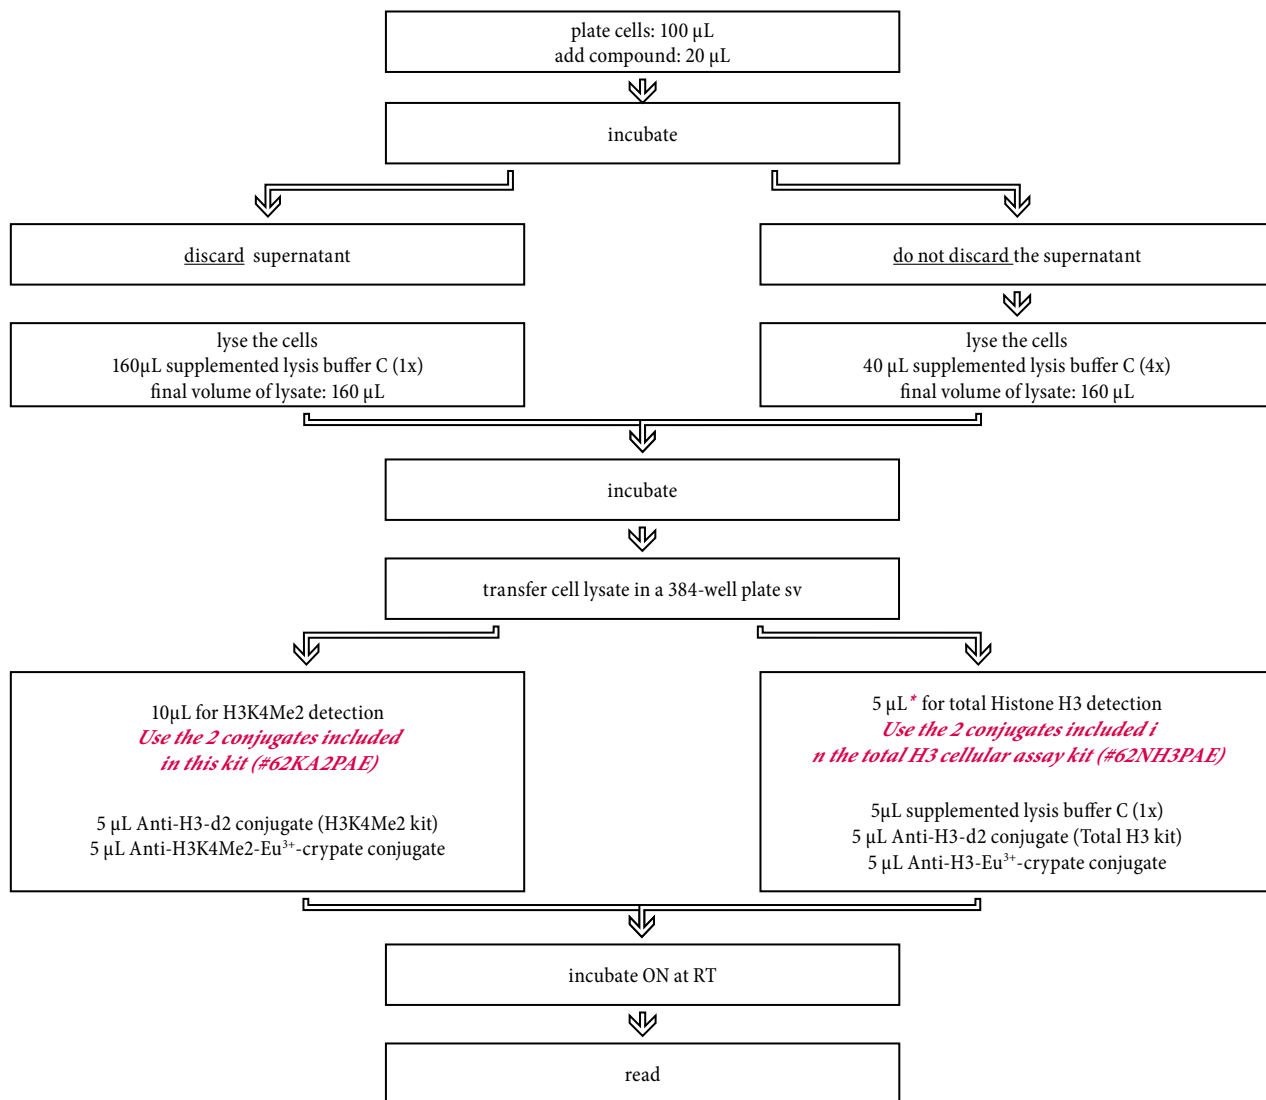 plate cells: 100 µL
add compound: 20 µL
incubate
discard supernatant
do not discard the supernatant
lyse the cells
160µL supplemented lysis buffer C (1x)
final volume of lysate: 160 µL
lyse the cells
40 µL supplemented lysis buffer C (4x)
final volume of lysate: 160 µL
incubate
transfer cell lysate in a 384-well plate sv
10µL for H3K4Me2 detection
Use the 2 conjugates included
in this kit (#62KA2PAE)
5 µL Anti-H3-d2 conjugate (H3K4Me2 kit)
5 µL Anti-H3K4Me2-Eu³⁺-crypate conjugate
5 µL* for total Histone H3 detection
Use the 2 conjugates included i
n the total H3 cellular assay kit (#62NH3PAE)
5µL supplemented lysis buffer C (1x)
5 µL Anti-H3-d2 conjugate (Total H3 kit)
5 µL Anti-H3-Eu³⁺-crypate conjugate
incubate ON at RT
read